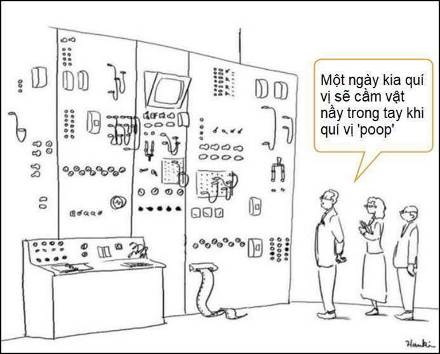 Một ngày kia quí
vị sẽ cầm vật
nầy trong tay khi
quí vị 'poop'